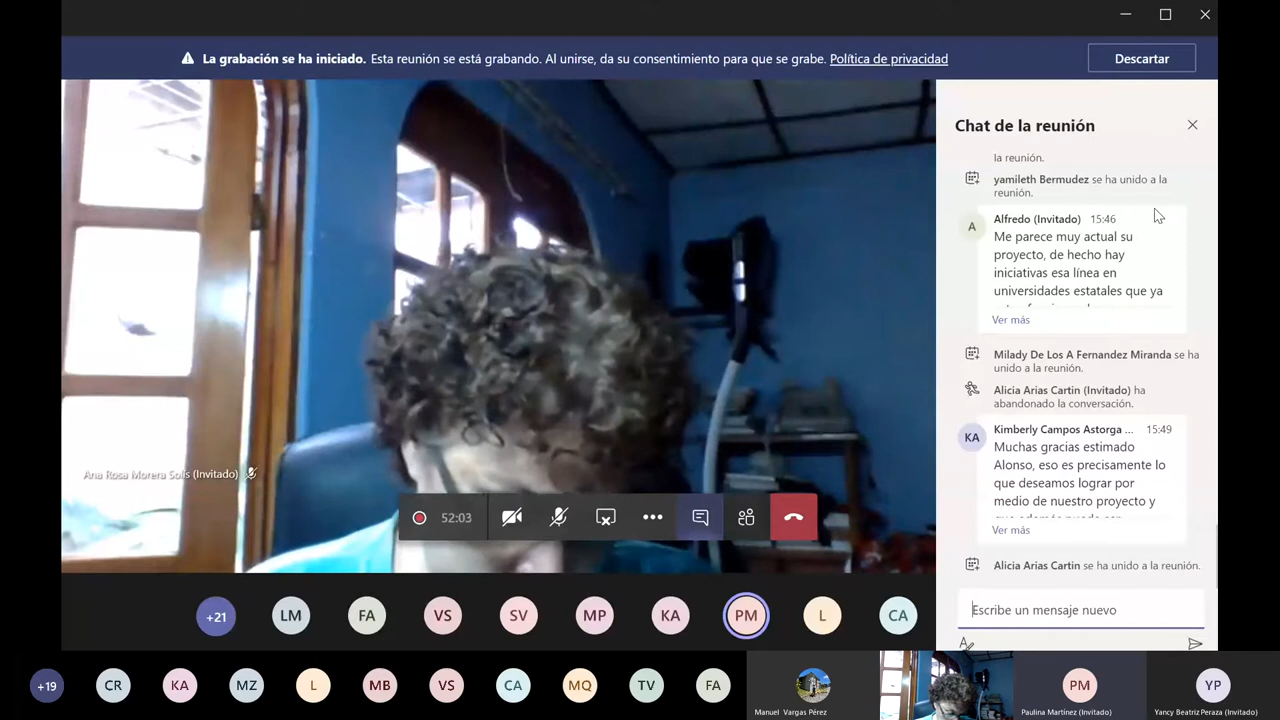 La grabación se ha iniciado. Esta reunión se está grabando. Al unirse, da su consentimiento para que se grabe. Política de privacidad
Descartar
Chat de la reunión
la reunión.
yamileth Bermudez se ha unido a la
reunión.
A
Alfredo (Invitado) 15:46
Me parece muy actual su
proyecto, de hecho hay
iniciativas esa línea en
universidades estatales que ya
Ver más
Milady De Los A Fernandez Miranda se ha
unido a la reunión.
Alicia Arias Cartin (Invitado) ha
abandonado la conversación.
KA
Kimberly Campos Astorga ... 15:49
Muchas gracias estimado
Alonso, eso es precisamente lo
que deseamos lograr por
medio de nuestro proyecto y
Ver más
Alicia Arias Cartin se ha unido a la reunión.
Escribe un mensaje nuevo
Ana Rosa Morera Solis (Invitado)
52:03
+21 LM FA VS SV MP KA PM L CA
+19 CR KA MZ L MB VS CA MQ TV FA PM YP
Manuel Vargas Pérez
Paulina Martínez (Invitado)
Yancy Beatriz Peraza (Invitado)